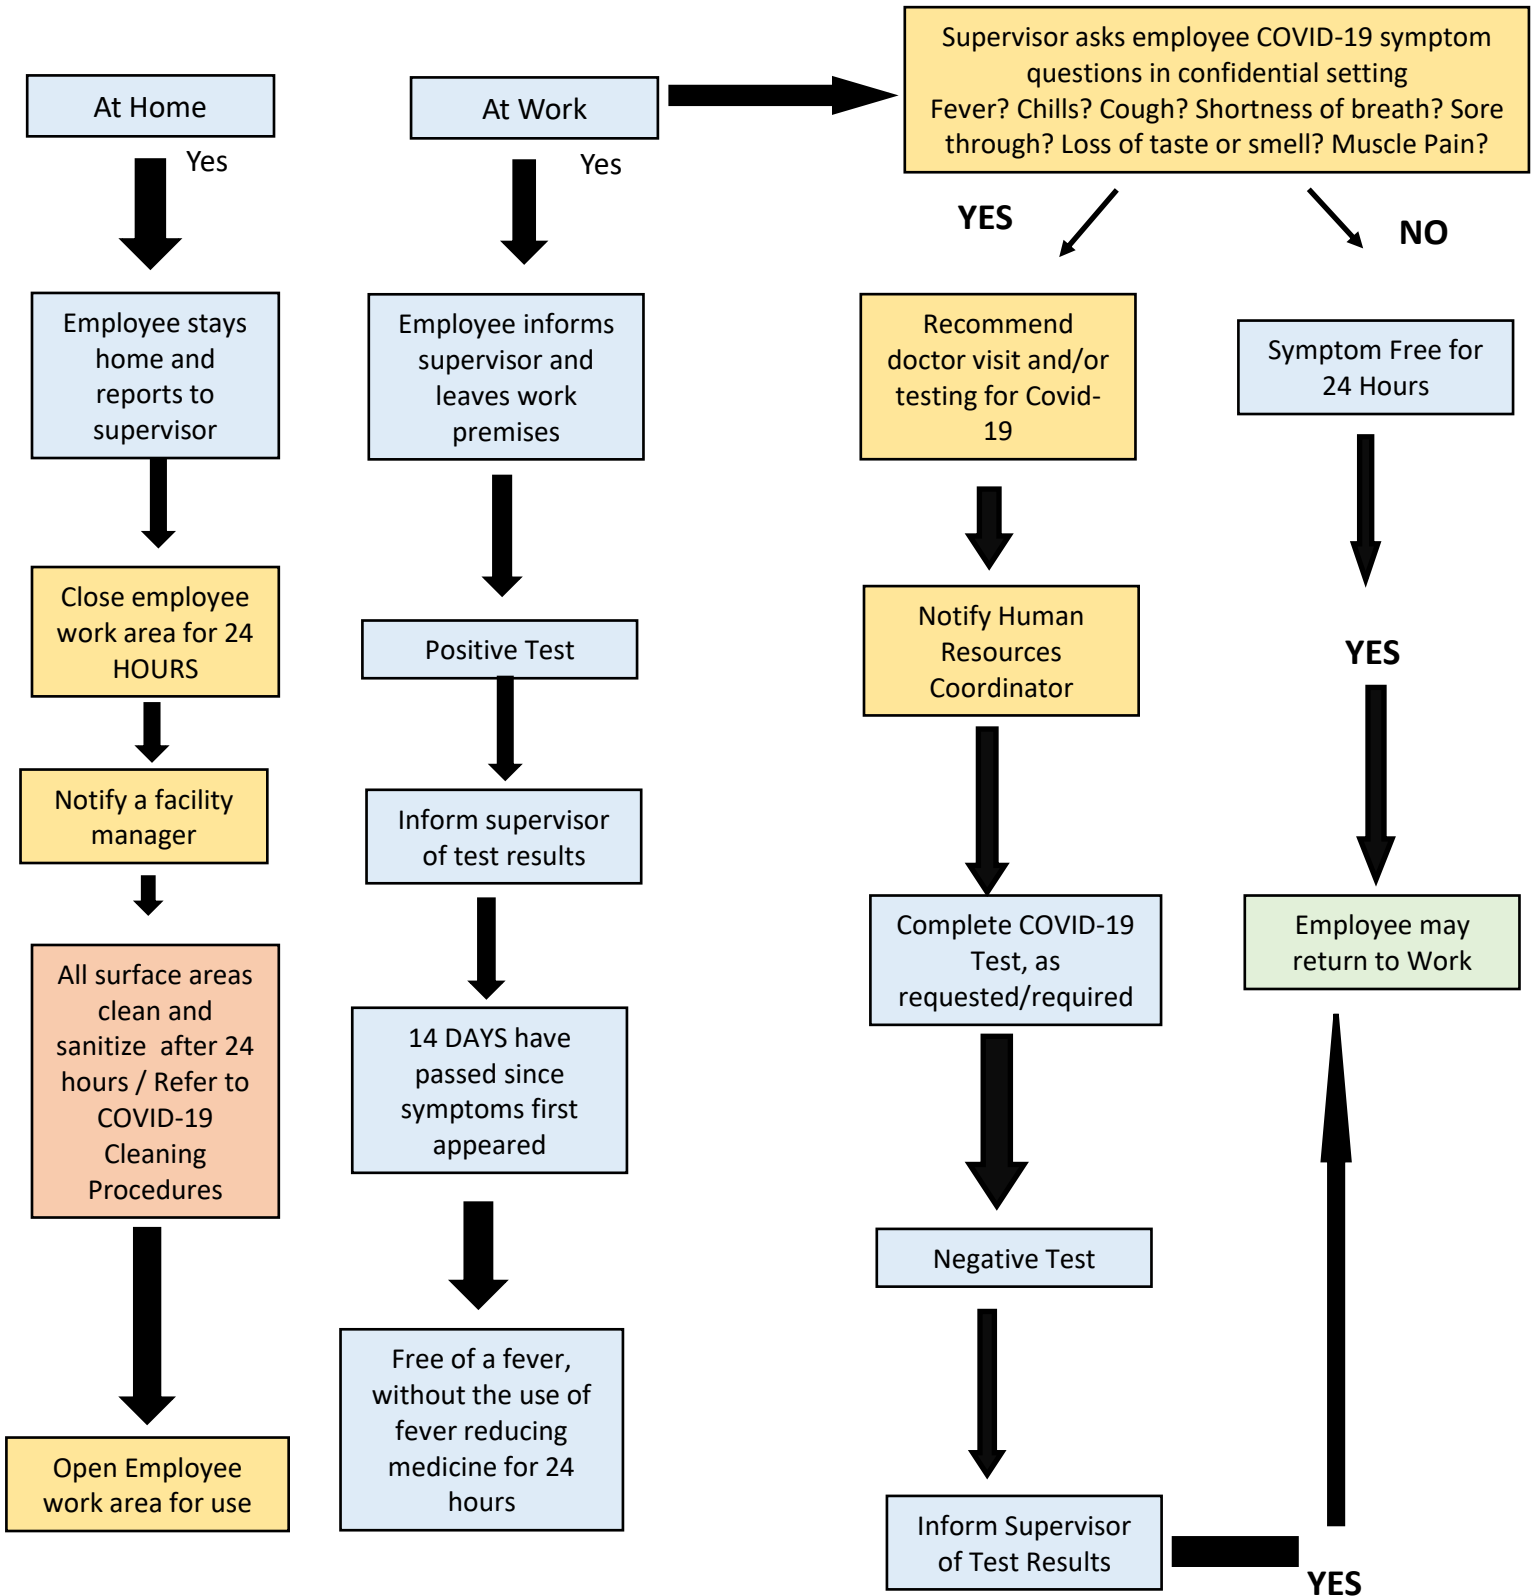 At Home
Yes
Employee stays
home and
reports to
supervisor
Close employee
work area for 24
HOURS
Notify a facility
manager
All surface areas
clean and
sanitize  after 24
hours / Refer to
COVID-19
Cleaning
Procedures
Open Employee
work area for use
At Work
Yes
Employee informs
supervisor and
leaves work
premises
Positive Test
Inform supervisor
of test results
14 DAYS have
passed since
symptoms first
appeared
Free of a fever,
without the use of
fever reducing
medicine for 24
hours
Supervisor asks employee COVID-19 symptom
questions in confidential setting
Fever? Chills? Cough? Shortness of breath? Sore
through? Loss of taste or smell? Muscle Pain?
YES
Recommend
doctor visit and/or
testing for Covid-
19
Notify Human
Resources
Coordinator
Complete COVID-19
Test, as
requested/required
Negative Test
Inform Supervisor
of Test Results
YES
NO
Symptom Free for
24 Hours
YES
Employee may
return to Work